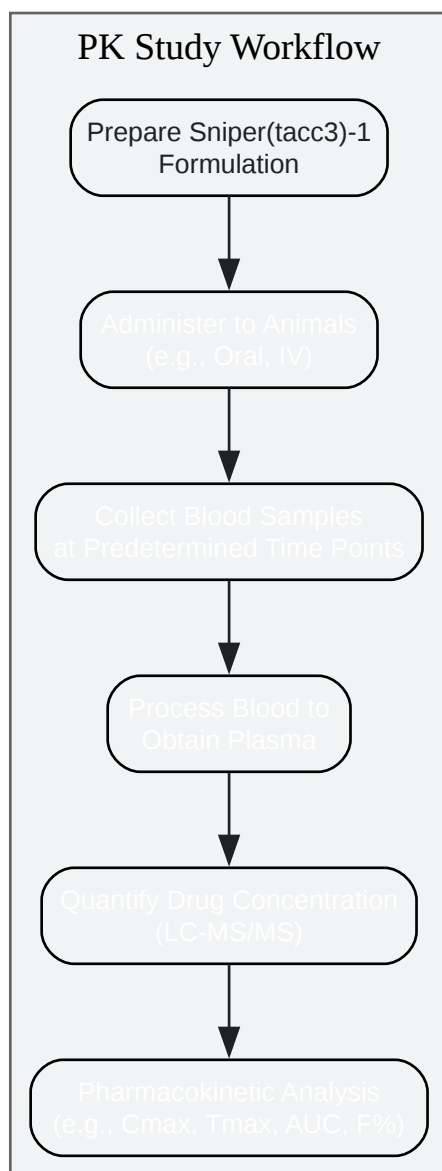 PK Study Workflow
Prepare Sniper(tacc3)-1
Formulation
Administer to Animals
(e.g., Oral, IV)
Collect Blood Samples
at Predetermined Time Points
Process Blood to
Obtain Plasma
Quantify Drug Concentration
(LC-MS/MS)
Pharmacokinetic Analysis
(e.g., Cmax, Tmax, AUC, F%)